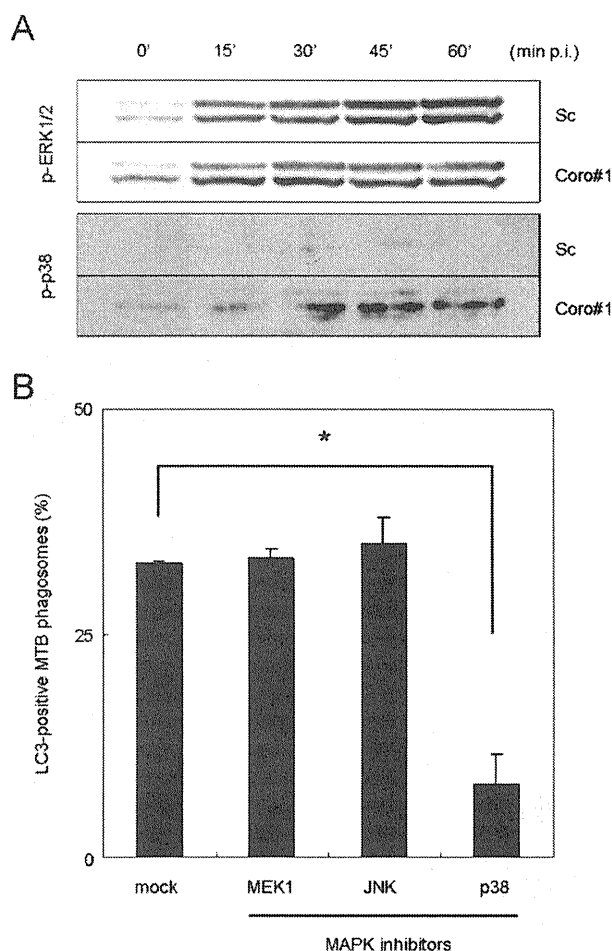 A
0' 15' 30' 45' 60' (min p.i.)
p-ERK1/2
Sc
Coro#1
p-p38
Sc
Coro#1
B
50
*
LC3-positive MTB phagosomes (%)
25
0
mock MEK1 JNK p38
MAPK inhibitors